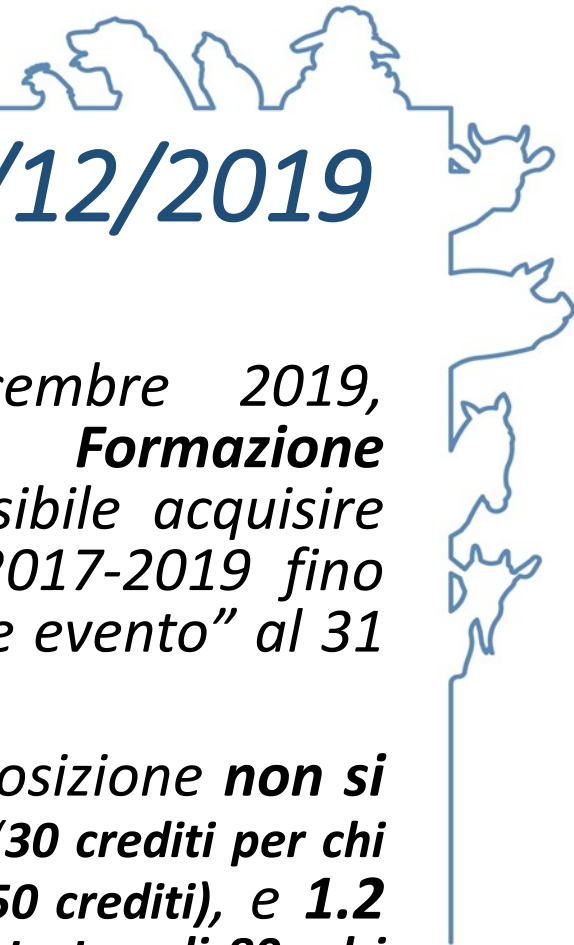 /12/2019
cembre 2019,
Formazione
sibile acquisire
2017-2019 fino
e evento” al 31
osizione non si
(30 crediti per chi
50 crediti), e 1.2